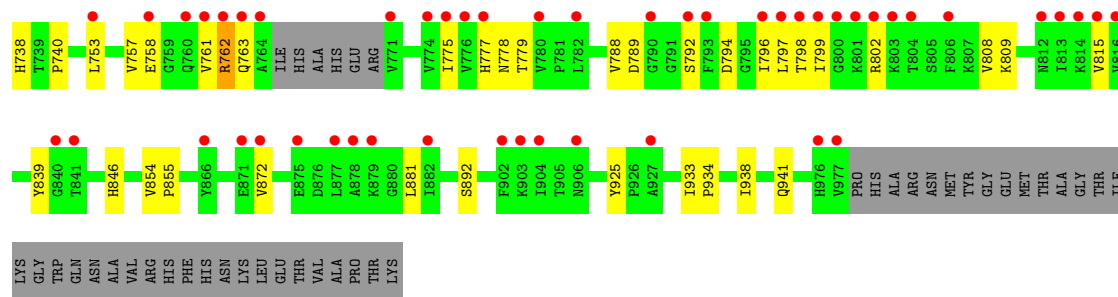 H738 T739 P740 L753 V757 E758 G759 Q760 V761 R762 Q763 A764 ILE HIS ALA HIS GLU ARG V771 V774 I775 V776 H777 N778 T779 V780 P781 L782 V788 D789 G790 G791 S792 F793 D794 G795 I796 L797 T798 I799 G800 K801 R802 K803 T804 S805 F806 K807 V808 K809 N812 I813 K814 V815 V816
Y839 G840 T841 H846 V854 P855 Y866 E871 V872 E875 D876 L877 A878 K879 G880 L881 I882 S892 F902 K903 I904 T905 N906 Y925 P926 A927 I933 P934 I938 Q941 H976 V977 PRO HIS ALA ARG ASN MET TYR GLY GLU MET THR ALA GLY THR ILE
LYS GLY TRP GLN ASN ALA VAL ARG HIS PHE HIS ASN LYS LEU GLU THR VAL ALA PRO THR LYS